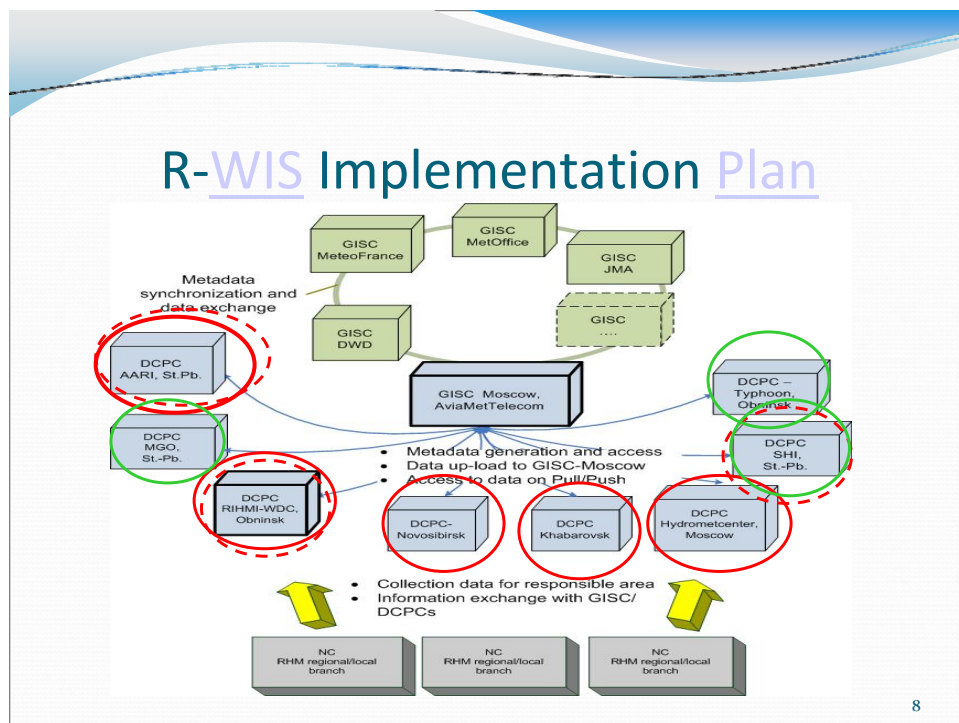 R-WIS Implementation Plan
GISC
MeteoFrance
GISC
MetOffice
GISC
JMA
Metadada
synchronization and
data exchange
GISC
DWD
GISC
....
DCPC
AARI, St.Pb.
GISC Moscow,
AviaMetTelecom
DCPC –
Typhoon,
Obninsk
DCPC
MGO,
St.-Pb.
DCPC
SHI,
St.-Pb.
• Metadata generation and access
• Data up-load to GISC-Moscow
• Access to data on Pull/Push
DCPC
RIHMI-WDC,
Obninsk
DCPC-
Novosibirsk
DCPC
Khabarovsk
DCPC
Hydrometcenter,
Moscow
• Collection data for responsible area
• Information exchange with GISC/
DCPCs
NC
RHM regional/local
branch
NC
RHM regional/local
branch
NC
RHM regional/local
branch
8